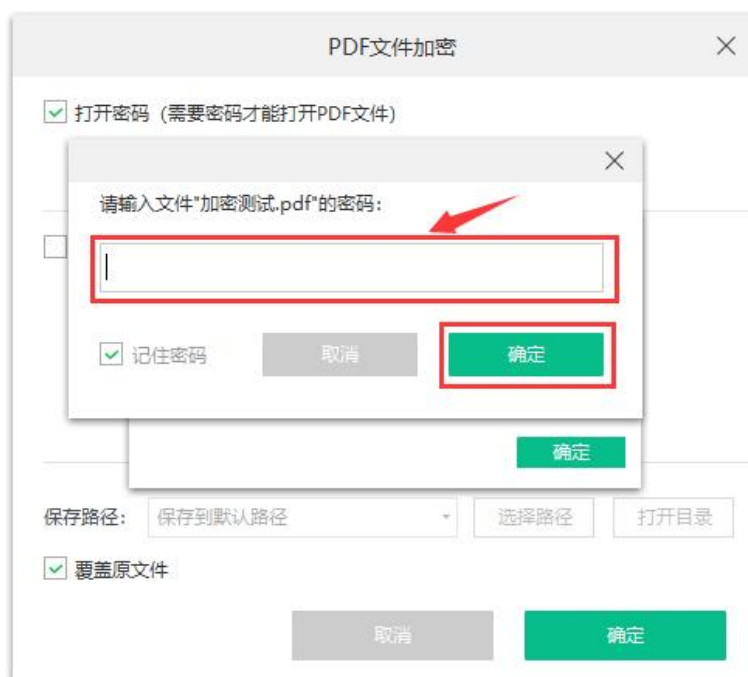 PDF文件加密
打开密码 (需要密码才能打开PDF文件)
请输入文件"加密测试.pdf"的密码:
记住密码 取消 确定
确定
保存路径: 保存到默认路径 选择路径 打开目录
覆盖原文件
取消 确定